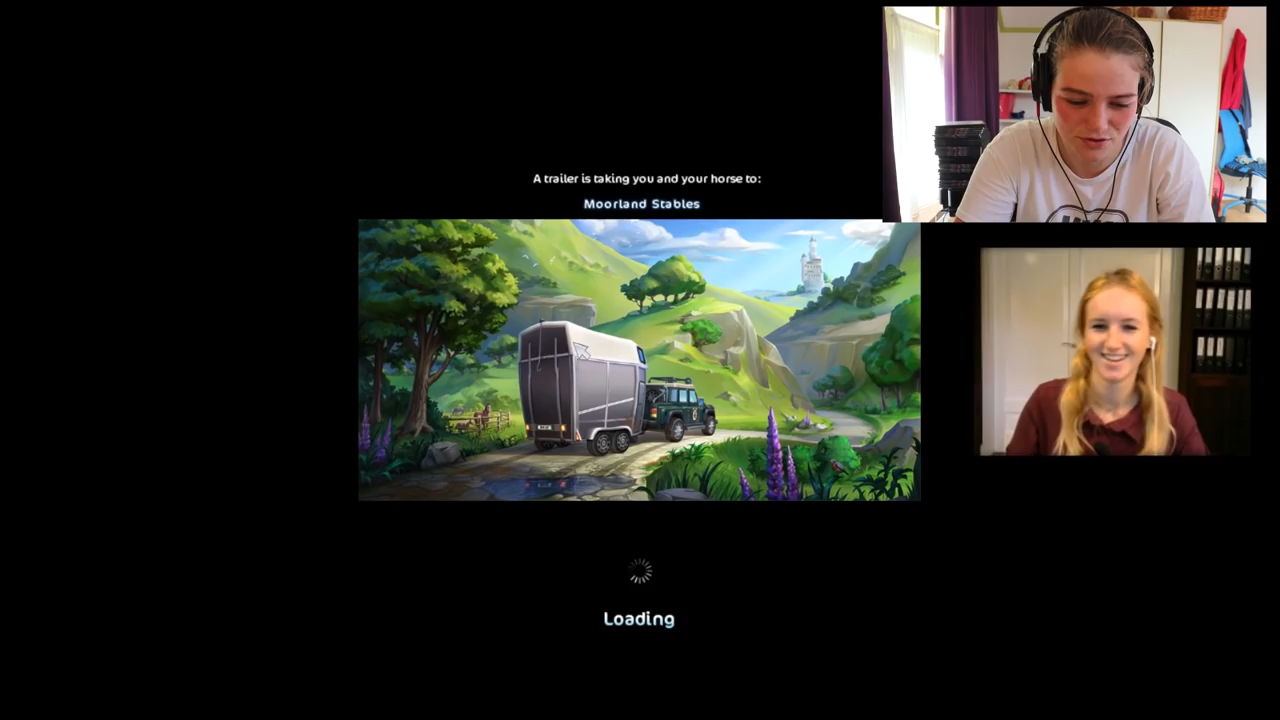 A trailer is taking you and your horse to:
Moorland Stables
Loading